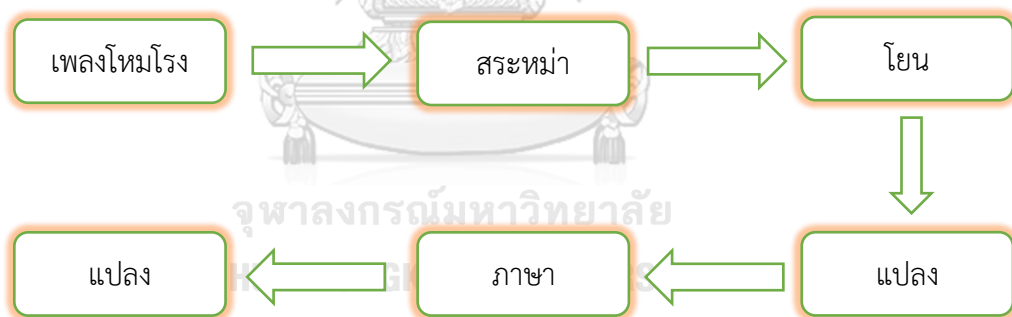 เพลงโหมโรง
สระหม่า
โยน
จุฬาลงกรณ์มหาวิทยาลัย
แปลง
ภาษา
แปลง